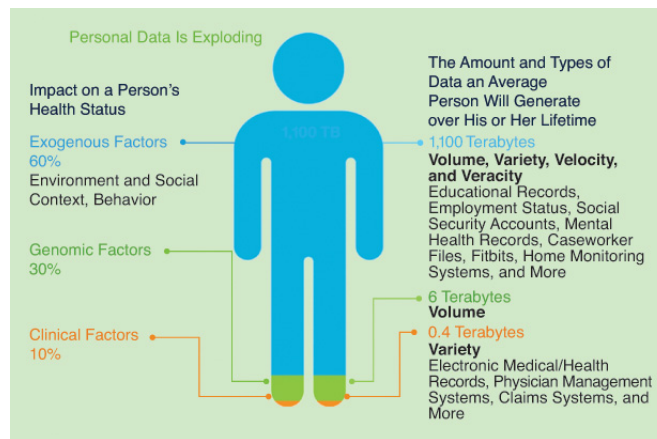 Personal Data Is Exploding
Impact on a Person's
Health Status
Exogenous Factors
60%
Environment and Social
Context, Behavior
Genomic Factors
30%
Clinical Factors
10%
1,100 TB
The Amount and Types of
Data an Average
Person Will Generate
over His or Her Lifetime
1,100 Terabytes
Volume, Variety, Velocity,
and Veracity
Educational Records,
Employment Status, Social
Security Accounts, Mental
Health Records, Caseworker
Files, Fitbits, Home Monitoring
Systems, and More
6 Terabytes
Volume
0.4 Terabytes
Variety
Electronic Medical/Health
Records, Physician Management
Systems, Claims Systems, and
More